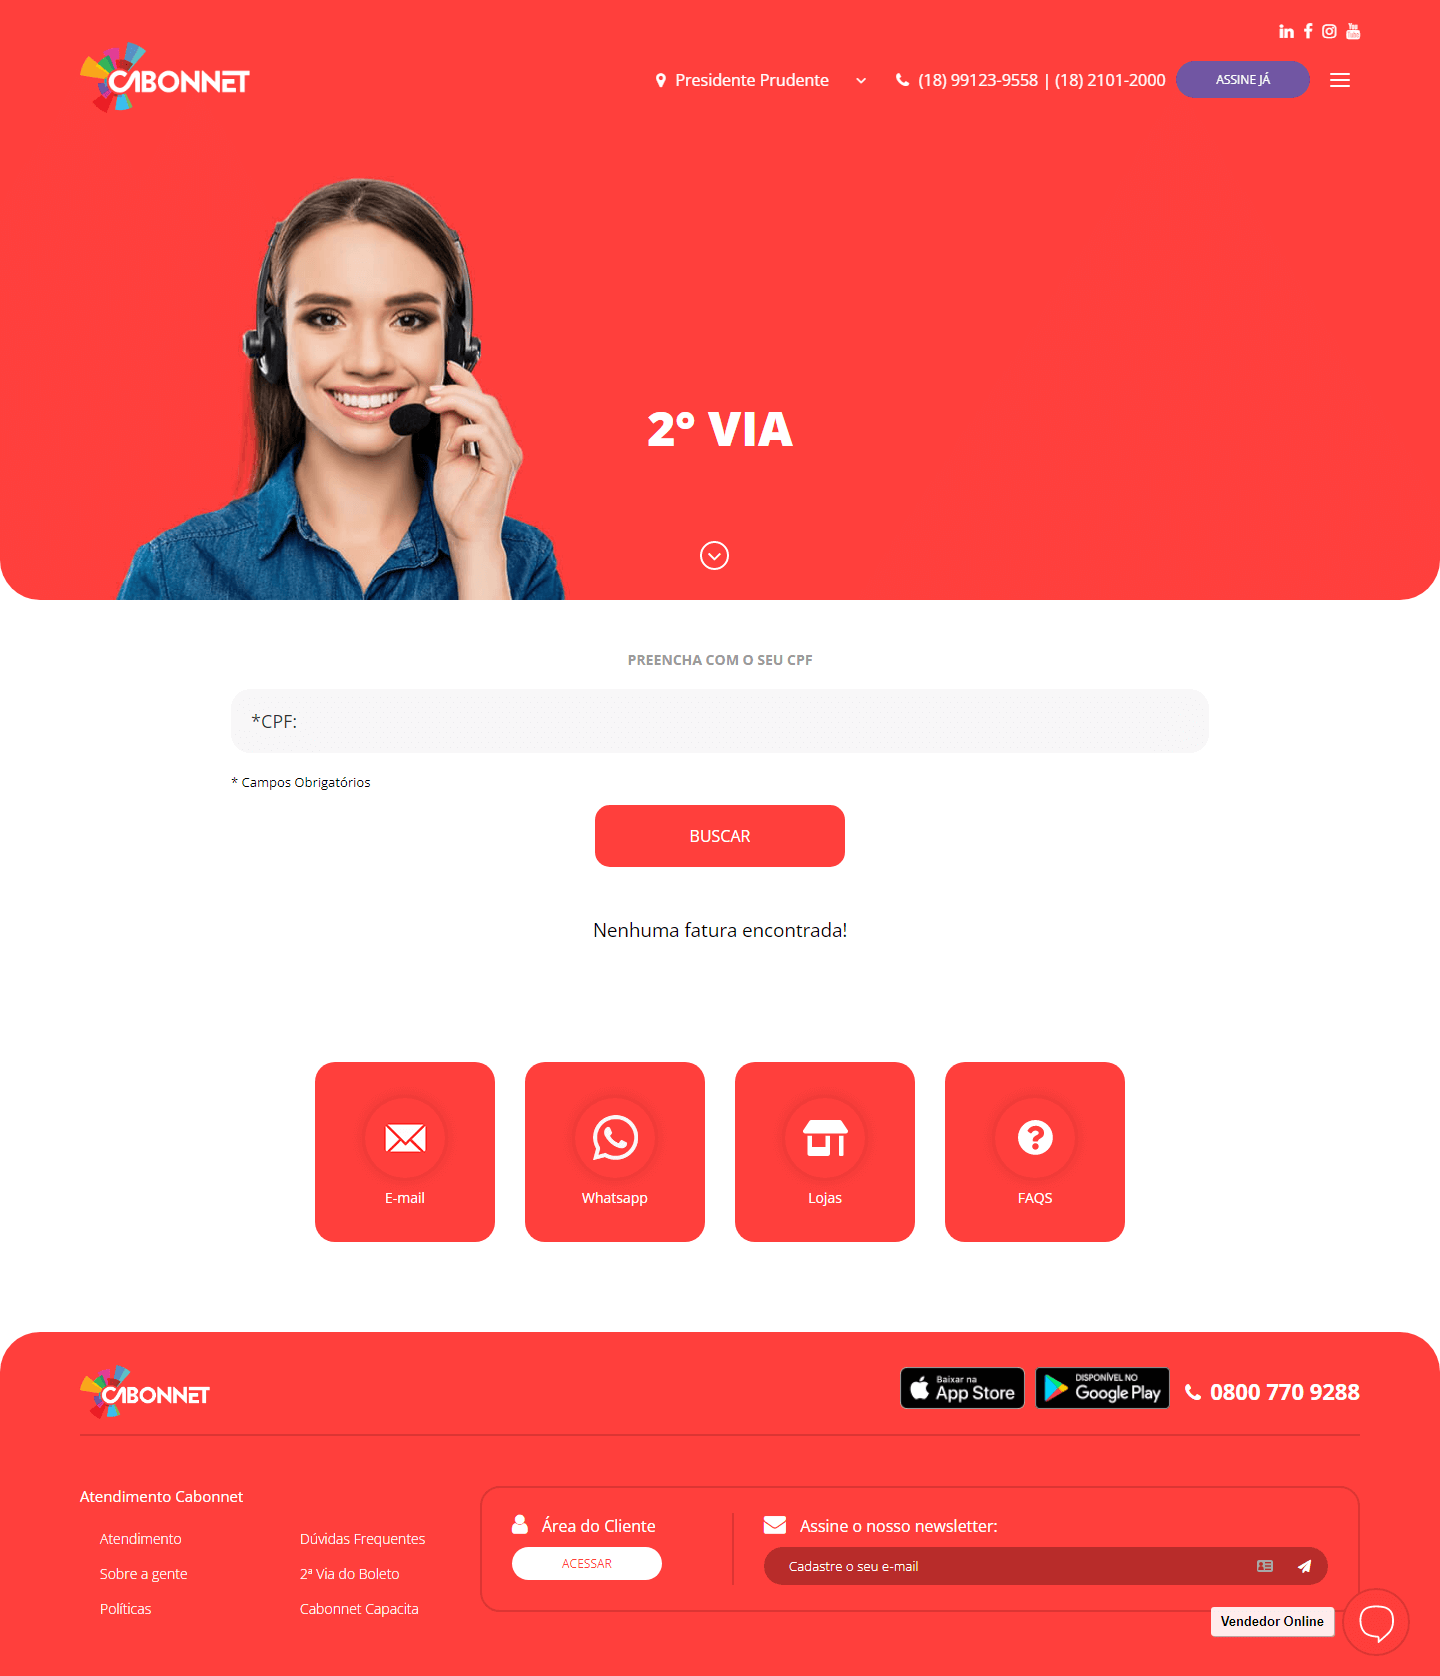 CABONNET
Presidente Prudente
(18) 99123-9558 | (18) 2101-2000
ASSINE JÁ
2º VIA
PREENCHA COM O SEU CPF
*CPF:
* Campos Obrigatórios
BUSCAR
Nenhuma fatura encontrada!
E-mail
Whatsapp
Lojas
FAQS
CABONNET
Baixar na
App Store
DISPONÍVEL NO
Google Play
0800 770 9288
Atendimento Cabonnet
Atendimento
Dúvidas Frequentes
Sobre a gente
2ª Via do Boleto
Políticas
Cabonnet Capacita
Área do Cliente
ACESSAR
Assine o nosso newsletter:
Cadastre o seu e-mail
Vendedor Online